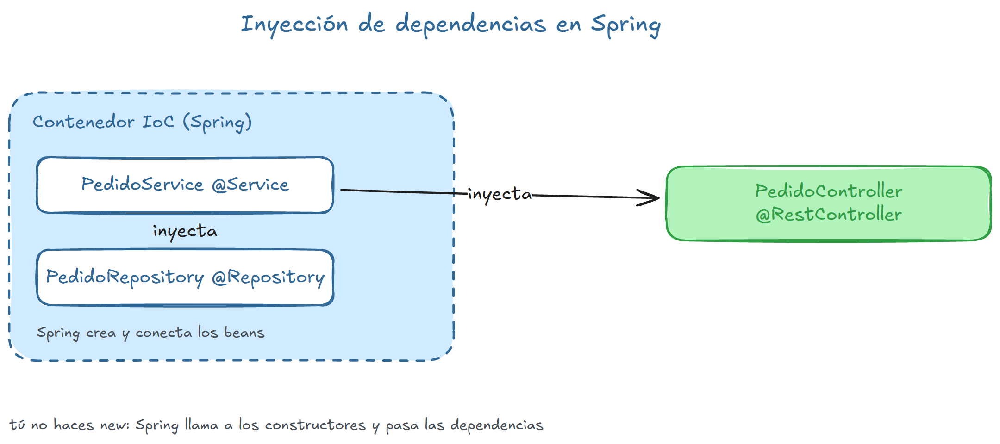 Inyección de dependencias en Spring
Contenedor IoC (Spring)
PedidoService @Service
inyecta
PedidoRepository @Repository
Spring crea y conecta los beans
inyecta
PedidoController
@RestController
tú no haces new: Spring llama a los constructores y pasa las dependencias